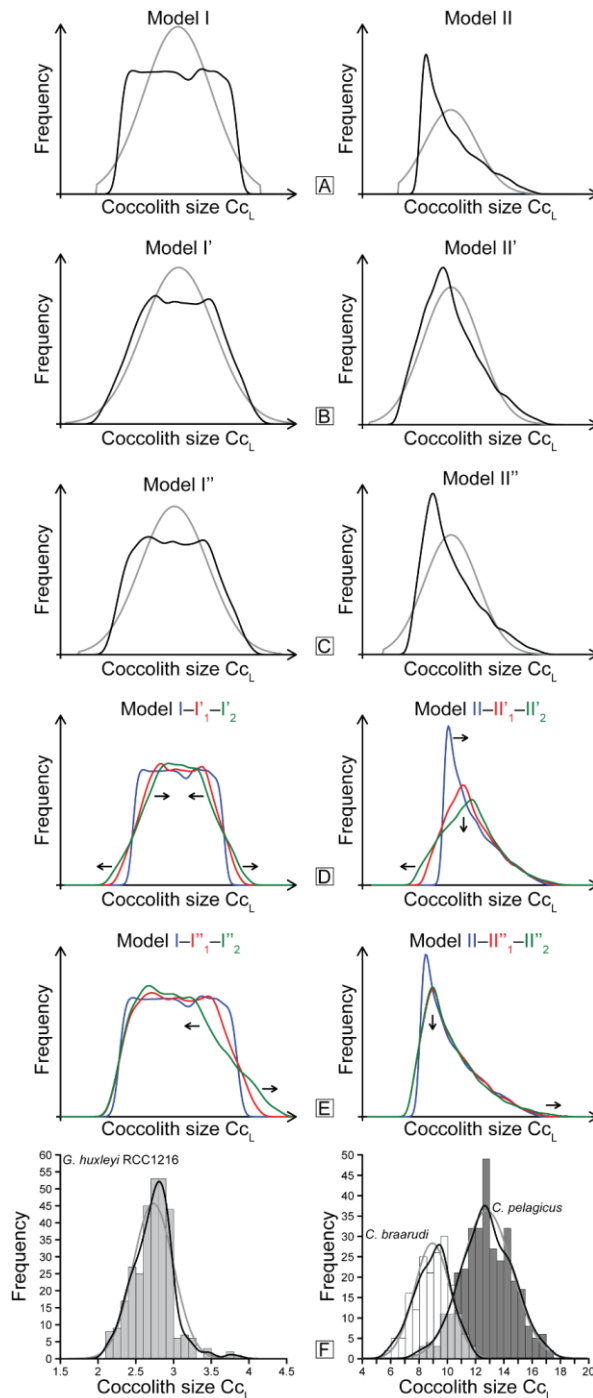 Model I
Model II
Frequency
Frequency
Coccolith size CcL
A
Coccolith size CcL
Model I'
Model II'
Frequency
Frequency
Coccolith size CcL
B
Coccolith size CcL
Model I"
Model II"
Frequency
Frequency
Coccolith size CcL
C
Coccolith size CcL
Model I–I'1–I'2
Model II–II'1–II'2
Frequency
Frequency
Coccolith size CcL
D
Coccolith size CcL
Model I–I"1–I"2
Model II–II"1–II"2
Frequency
Frequency
Coccolith size CcL
E
Coccolith size CcL
G. huxleyi RCC1216
60
55
50
45
40
35
30
25
20
15
10
5
0
Frequency
1.5 2 2.5 3 3.5 4 4.5
Coccolith size CcL
F
C. pelagicus
C. braarudi
50
45
40
35
30
25
20
15
10
5
0
Frequency
4 6 8 10 12 14 16 18 20
Coccolith size CcL